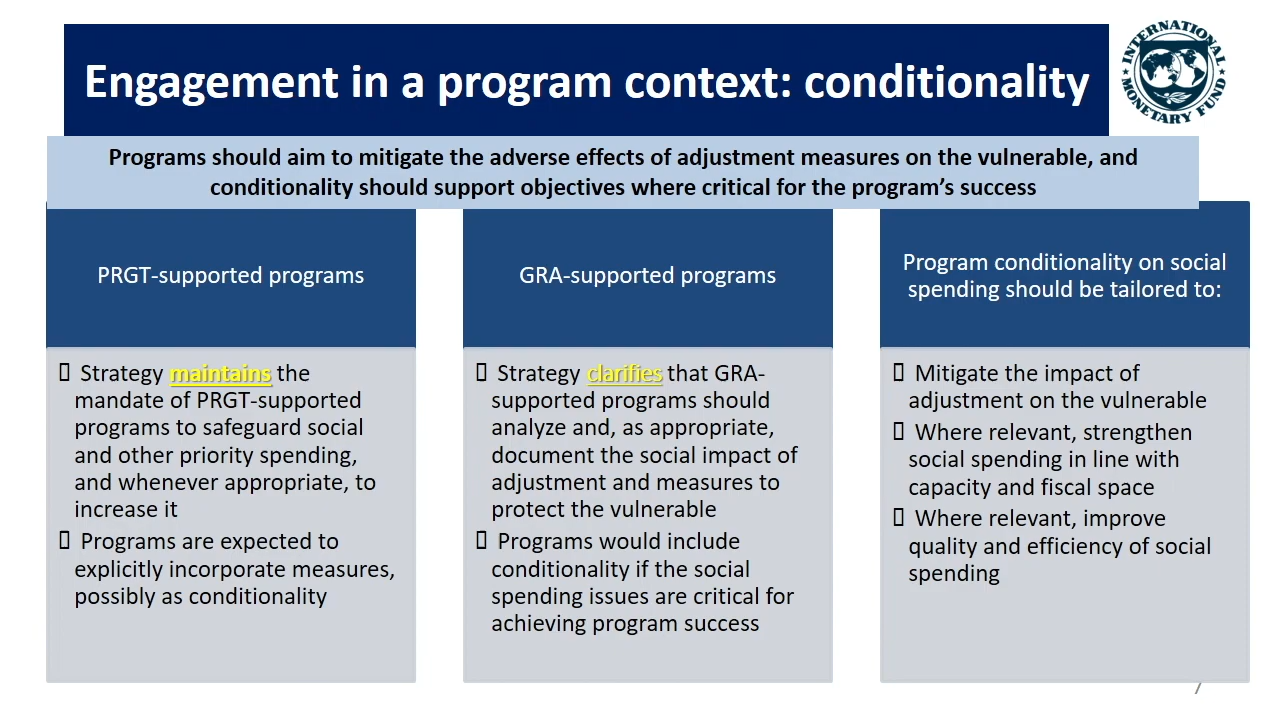 Engagement in a program context: conditionality
INTERNATIONAL
MONETARY FUND
Programs should aim to mitigate the adverse effects of adjustment measures on the vulnerable, and
conditionality should support objectives where critical for the program’s success
PRGT-supported programs
Strategy maintains the
mandate of PRGT-supported
programs to safeguard social
and other priority spending,
and whenever appropriate, to
increase it
Programs are expected to
explicitly incorporate measures,
possibly as conditionality
GRA-supported programs
Strategy clarifies that GRA-
supported programs should
analyze and, as appropriate,
document the social impact of
adjustment and measures to
protect the vulnerable
Programs would include
conditionality if the social
spending issues are critical for
achieving program success
Program conditionality on social
spending should be tailored to:
Mitigate the impact of
adjustment on the vulnerable
Where relevant, strengthen
social spending in line with
capacity and fiscal space
Where relevant, improve
quality and efficiency of social
spending
7